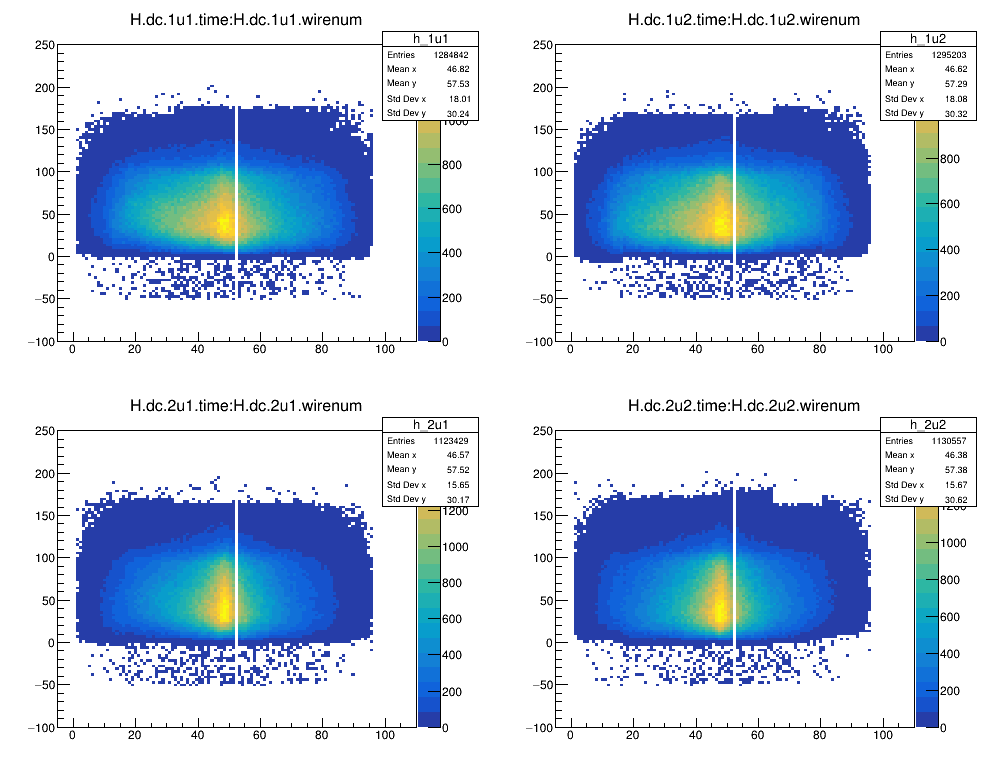 H.dc.1u1.time:H.dc.1u1.wirenum
h_1u1
Entries 1284842
Mean x 46.82
Mean y 57.53
Std Dev x 18.01
Std Dev y 30.24
250
200
150
100
50
0
−50
−100
0 20 40 60 80 100
1000
800
600
400
200
0
H.dc.1u2.time:H.dc.1u2.wirenum
h_1u2
Entries 1295203
Mean x 46.62
Mean y 57.29
Std Dev x 18.08
Std Dev y 30.32
250
200
150
100
50
0
−50
−100
0 20 40 60 80 100
800
600
400
200
0
H.dc.2u1.time:H.dc.2u1.wirenum
h_2u1
Entries 1123429
Mean x 46.57
Mean y 57.52
Std Dev x 15.65
Std Dev y 30.17
250
200
150
100
50
0
−50
−100
0 20 40 60 80 100
1200
1000
800
600
400
200
0
H.dc.2u2.time:H.dc.2u2.wirenum
h_2u2
Entries 1130557
Mean x 46.38
Mean y 57.38
Std Dev x 15.67
Std Dev y 30.62
250
200
150
100
50
0
−50
−100
0 20 40 60 80 100
1200
1000
800
600
400
200
0